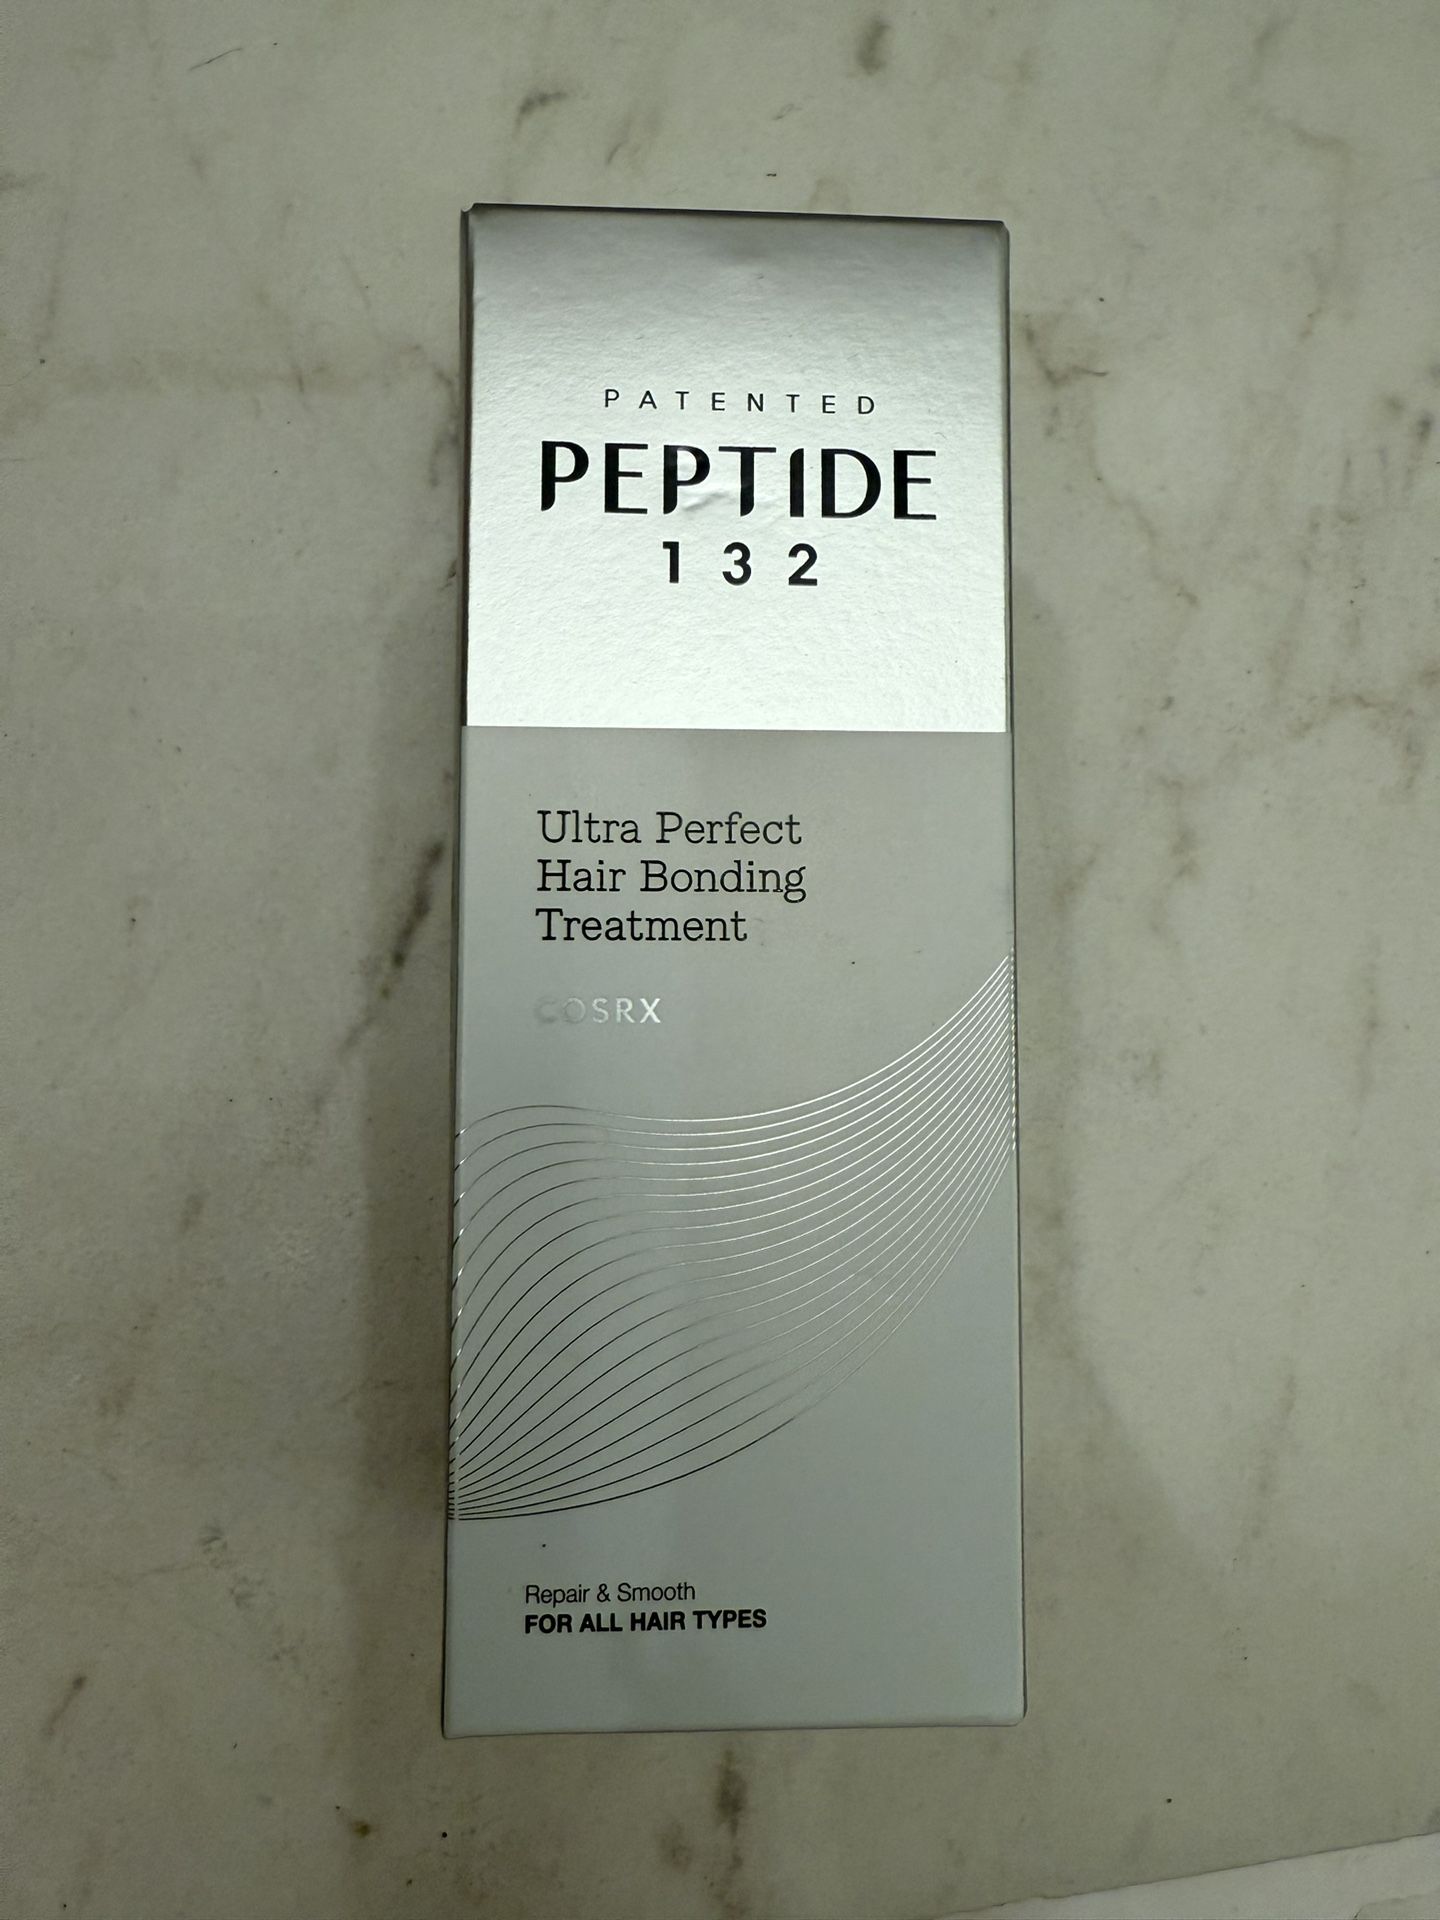 PATENTED
PEPTIDE
132
Ultra Perfect
Hair Bonding
Treatment
COSRX
Repair & Smooth
FOR ALL HAIR TYPES